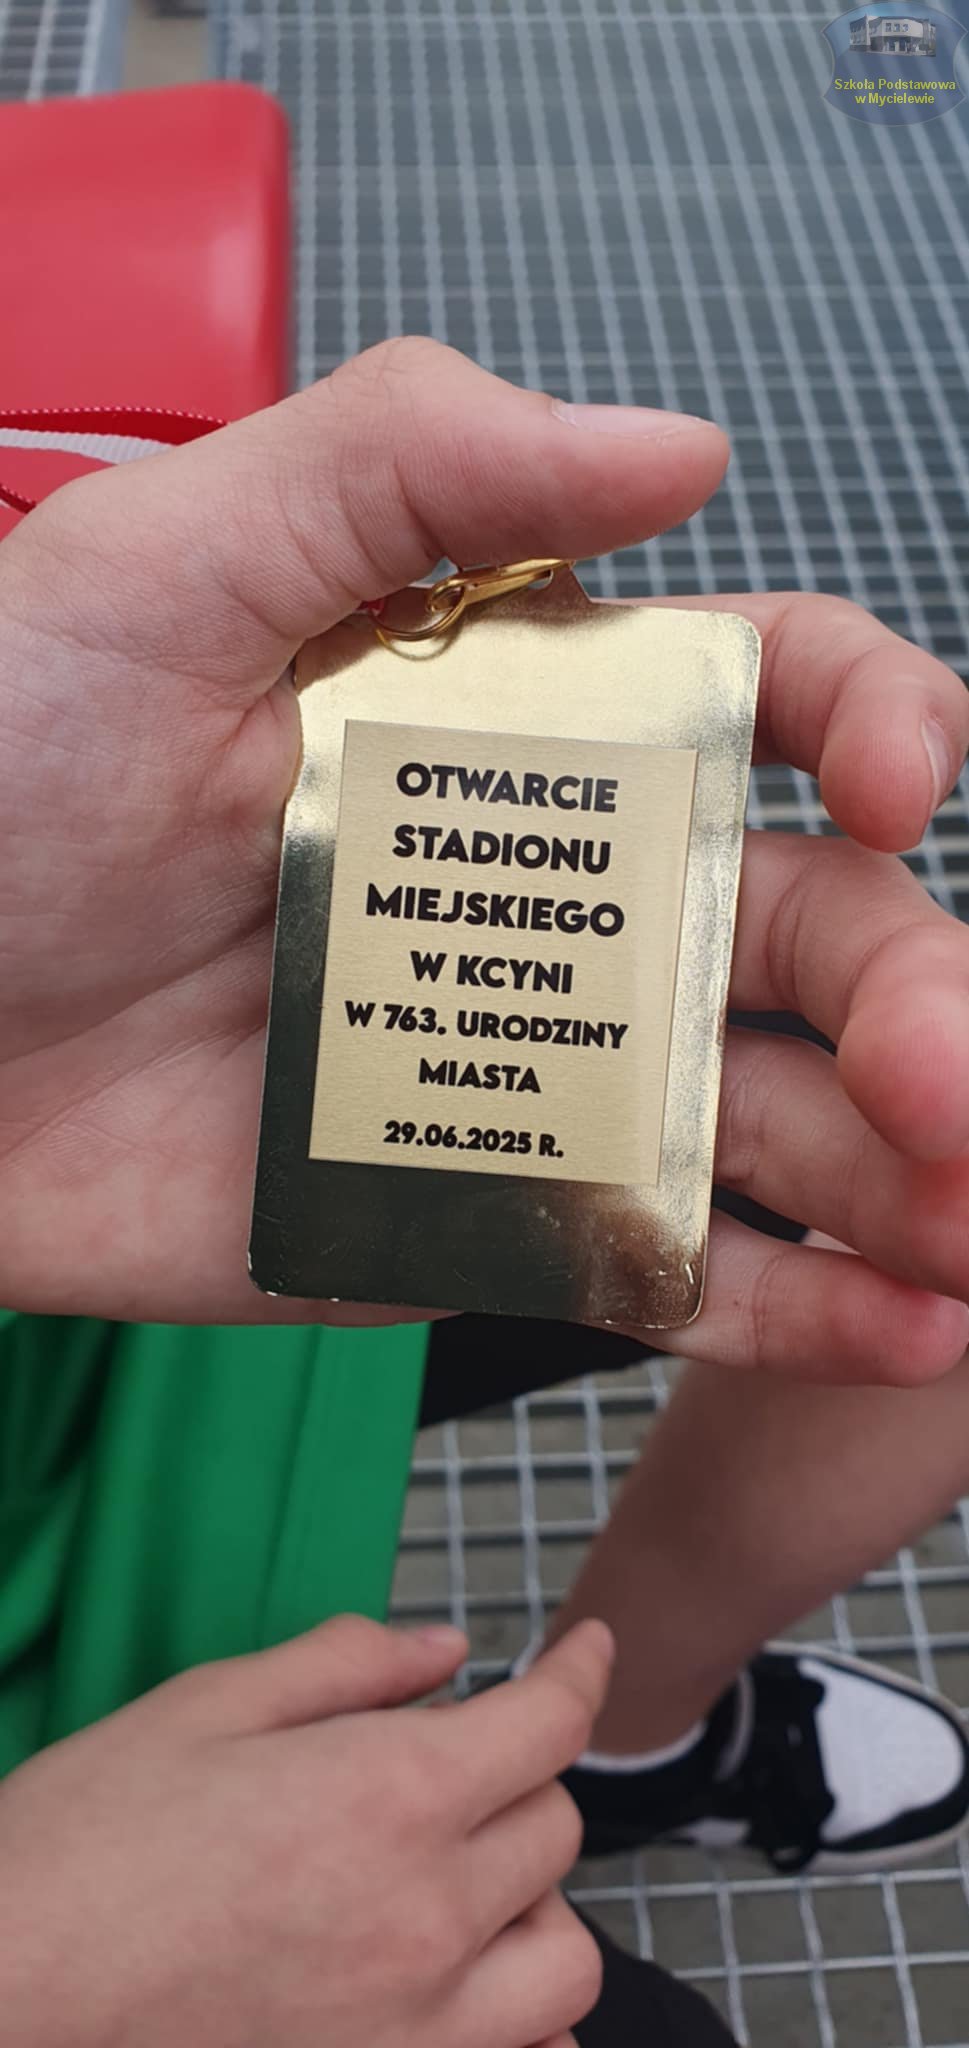 Szkoła Podstawowa
w Mycielewie
OTWARCIE
STADIONU
MIEJSKIEGO
W KCYNI
W 763. URODZINY
MIASTA
29.06.2025 R.